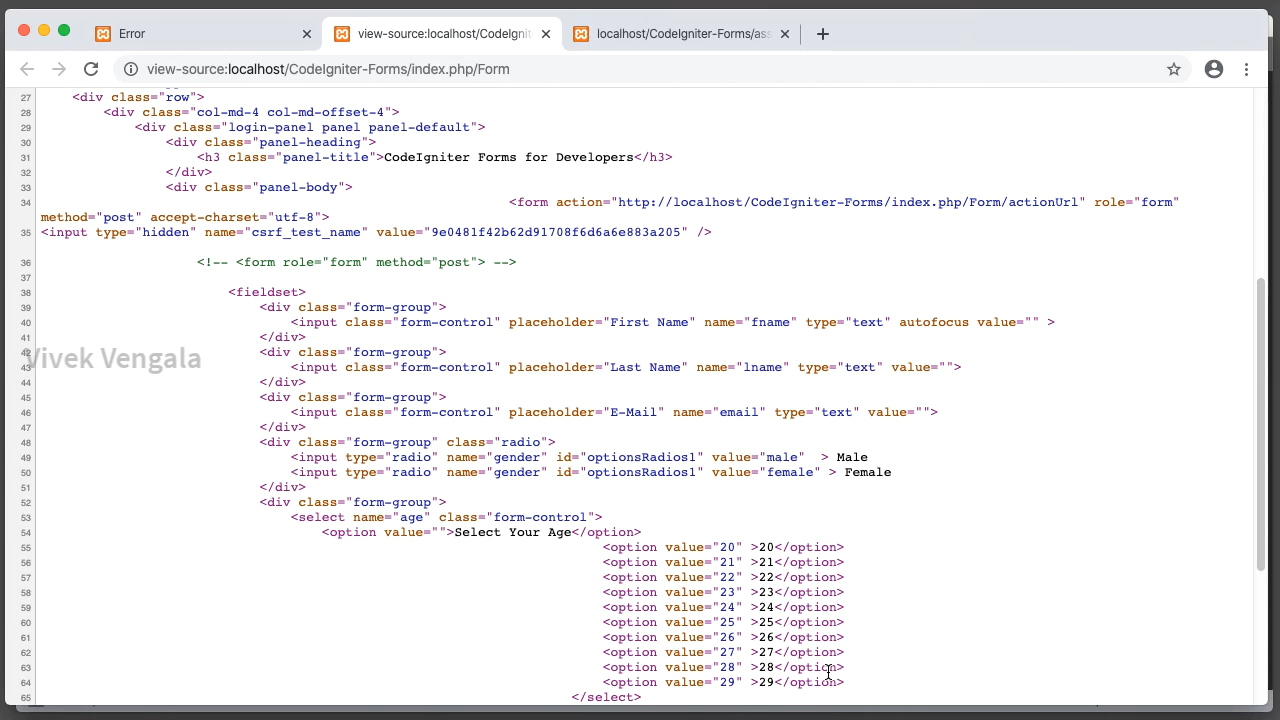 Error
view-source:localhost/CodeIgnit
localhost/CodeIgniter-Forms/ass
view-source:localhost/CodeIgniter-Forms/index.php/Form
27 <div class="row">
28 <div class="col-md-4 col-md-offset-4">
29 <div class="login-panel panel panel-default">
30 <div class="panel-heading">
31 <h3 class="panel-title">CodeIgniter Forms for Developers</h3>
32 </div>
33 <div class="panel-body">
34 <form action="http://localhost/CodeIgniter-Forms/index.php/Form/actionUrl" role="form"
method="post" accept-charset="utf-8">
35 <input type="hidden" name="csrf_test_name" value="9e0481f42b62d91708f6d6a6e883a205" />
36 <!-- <form role="form" method="post"> -->
37
38 <fieldset>
39 <div class="form-group">
40 <input class="form-control" placeholder="First Name" name="fname" type="text" autofocus value="" >
41 </div>
Vivek Vengala
42 <div class="form-group">
43 <input class="form-control" placeholder="Last Name" name="lname" type="text" value="">
44 </div>
45 <div class="form-group">
46 <input class="form-control" placeholder="E-Mail" name="email" type="text" value="">
47 </div>
48 <div class="form-group" class="radio">
49 <input type="radio" name="gender" id="optionsRadios1" value="male"  > Male
50 <input type="radio" name="gender" id="optionsRadios1" value="female" > Female
51 </div>
52 <div class="form-group">
53 <select name="age" class="form-control">
54 <option value="">Select Your Age</option>
55 <option value="20" >20</option>
56 <option value="21" >21</option>
57 <option value="22" >22</option>
58 <option value="23" >23</option>
59 <option value="24" >24</option>
60 <option value="25" >25</option>
61 <option value="26" >26</option>
62 <option value="27" >27</option>
63 <option value="28" >28</option>
64 <option value="29" >29</option>
65 </select>